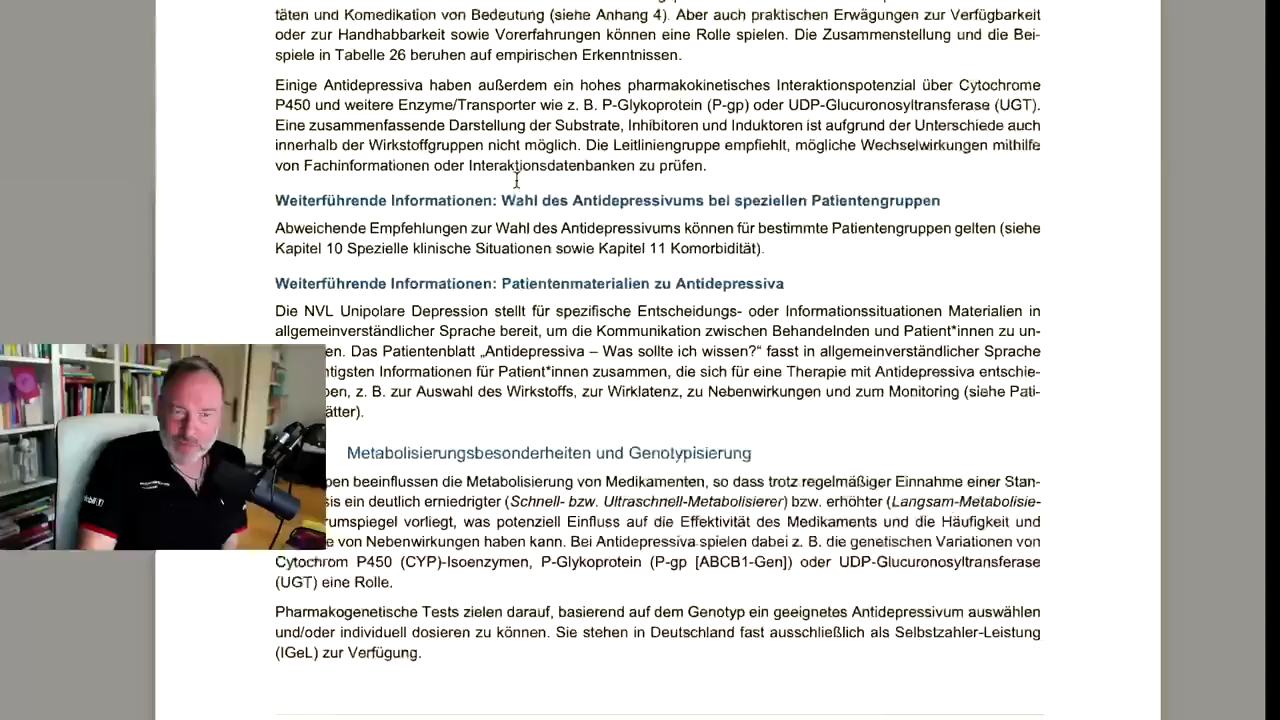 täten und Komedikation von Bedeutung (siehe Anhang 4). Aber auch praktischen Erwägungen zur Verfügbarkeit
oder zur Handhabbarkeit sowie Vorerfahrungen können eine Rolle spielen. Die Zusammenstellung und die Bei-
spiele in Tabelle 26 beruhen auf empirischen Erkenntnissen.
Einige Antidepressiva haben außerdem ein hohes pharmakokinetisches Interaktionspotenzial über Cytochrome
P450 und weitere Enzyme/Transporter wie z. B. P-Glykoprotein (P-gp) oder UDP-Glucuronosyltransferase (UGT).
Eine zusammenfassende Darstellung der Substrate, Inhibitoren und Induktoren ist aufgrund der Unterschiede auch
innerhalb der Wirkstoffgruppen nicht möglich. Die Leitliniengruppe empfiehlt, mögliche Wechselwirkungen mithilfe
von Fachinformationen oder Interaktionsdatenbanken zu prüfen.
Weiterführende Informationen: Wahl des Antidepressivums bei speziellen Patientengruppen
Abweichende Empfehlungen zur Wahl des Antidepressivums können für bestimmte Patientengruppen gelten (siehe
Kapitel 10 Spezielle klinische Situationen sowie Kapitel 11 Komorbidität).
Weiterführende Informationen: Patientenmaterialien zu Antidepressiva
Die NVL Unipolare Depression stellt für spezifische Entscheidungs- oder Informationssituationen Materialien in
allgemeinverständlicher Sprache bereit, um die Kommunikation zwischen Behandelnden und Patient*innen zu un-
en. Das Patientenblatt „Antidepressiva – Was sollte ich wissen?“ fasst in allgemeinverständlicher Sprache
htigsten Informationen für Patient*innen zusammen, die sich für eine Therapie mit Antidepressiva entschie-
ben, z. B. zur Auswahl des Wirkstoffs, zur Wirklatenz, zu Nebenwirkungen und zum Monitoring (siehe Pati-
ätter).
Metabolisierungsbesonderheiten und Genotypisierung
pen beeinflussen die Metabolisierung von Medikamenten, so dass trotz regelmäßiger Einnahme einer Stan-
sis ein deutlich erniedrigter (Schnell- bzw. Ultraschnell-Metabolisierer) bzw. erhöhter (Langsam-Metabolisie-
rumspiegel vorliegt, was potenziell Einfluss auf die Effektivität des Medikaments und die Häufigkeit und
e von Nebenwirkungen haben kann. Bei Antidepressiva spielen dabei z. B. die genetischen Variationen von
Cytochrom P450 (CYP)-Isoenzymen, P-Glykoprotein (P-gp [ABCB1-Gen]) oder UDP-Glucuronosyltransferase
(UGT) eine Rolle.
Pharmakogenetische Tests zielen darauf, basierend auf dem Genotyp ein geeignetes Antidepressivum auswählen
und/oder individuell dosieren zu können. Sie stehen in Deutschland fast ausschließlich als Selbstzahler-Leistung
(IGeL) zur Verfügung.